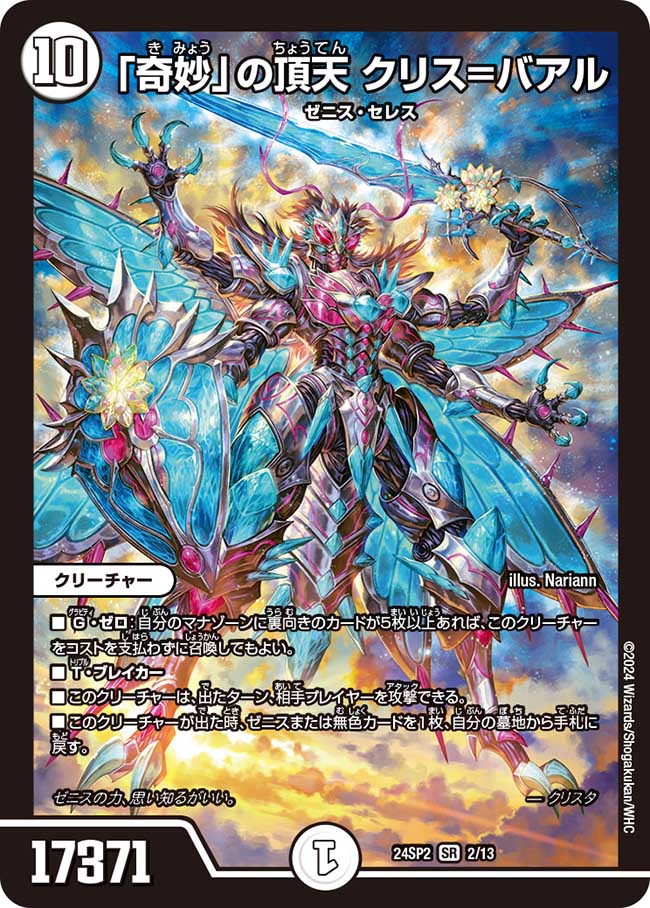 10
「奇妙」の頂天 クリス=バアル
きみょう ちょうてん
ゼニス・セレス
クリーチャー
illus. Nariann
■G・ゼロ:自分のマナゾーンに裏向きのカードが5枚以上あれば、このクリーチャー
をコストを支払わずに召喚してもよい。
■T・ブレイカー
■このクリーチャーは、出たターン、相手プレイヤーを攻撃できる。
■このクリーチャーが出た時、ゼニスまたは無色カードを1枚、自分の墓地から手札に
戻す。
ゼニスの力、思い知るがいい。 ― クリスタ
©2024 Wizards/Shogakukan/WHC
17371
24SP2 SR 2/13